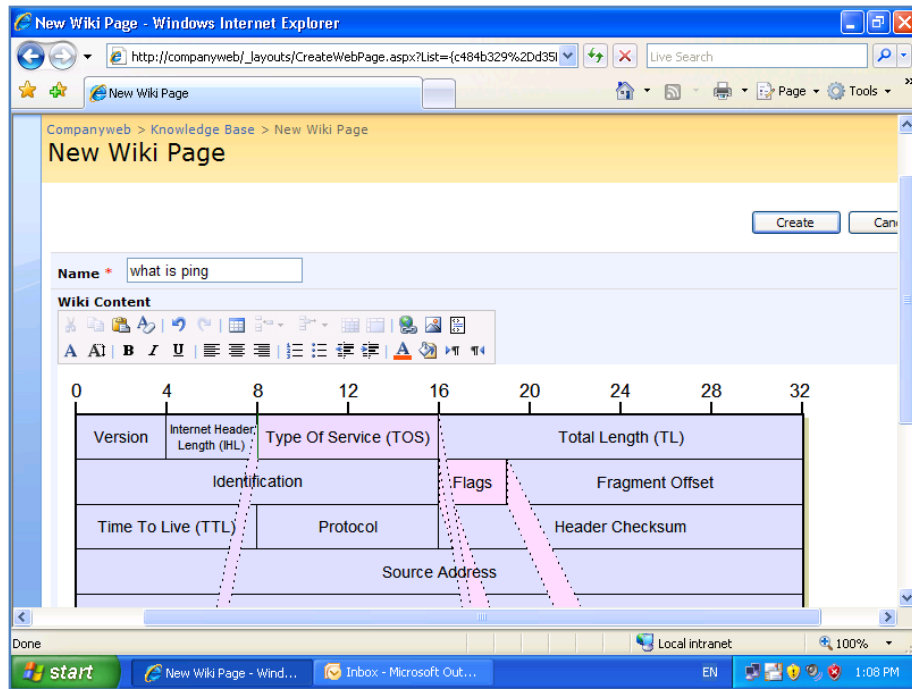 New Wiki Page - Windows Internet Explorer
http://companyweb/_layouts/CreateWebPage.aspx?List={c484b329%2Dd35
Live Search
New Wiki Page
Page
Tools
Companyweb > Knowledge Base > New Wiki Page
New Wiki Page
Create
Name * what is ping
Wiki Content
A A B I U A
0 4 8 12 16 20 24 28 32
Version
Internet Header
Length (IHL)
Type Of Service (TOS)
Total Length (TL)
Identification
Flags
Fragment Offset
Time To Live (TTL)
Protocol
Header Checksum
Source Address
Done
Local intranet
100%
start
New Wiki Page - Wind...
Inbox - Microsoft Out...
EN
1:08 PM